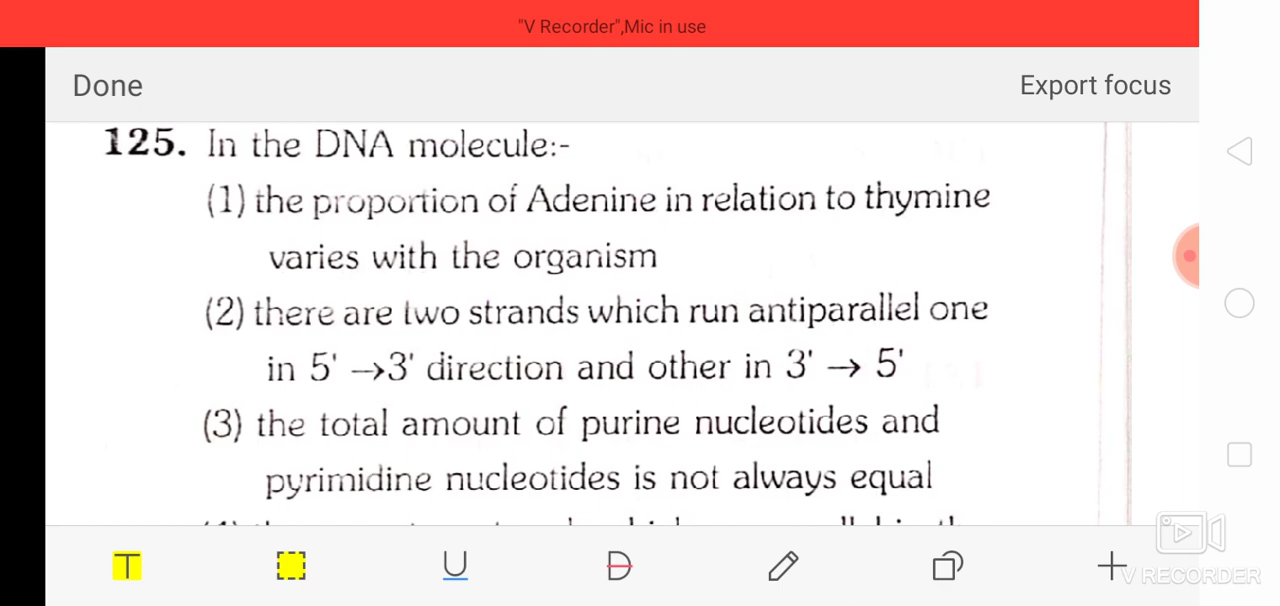 "V Recorder",Mic in use
Done
Export focus
125. In the DNA molecule:-
(1) the proportion of Adenine in relation to thymine
varies with the organism
(2) there are two strands which run antiparallel one
in 5' →3' direction and other in 3' → 5'
(3) the total amount of purine nucleotides and
pyrimidine nucleotides is not always equal
T
U
D
V RECORDER